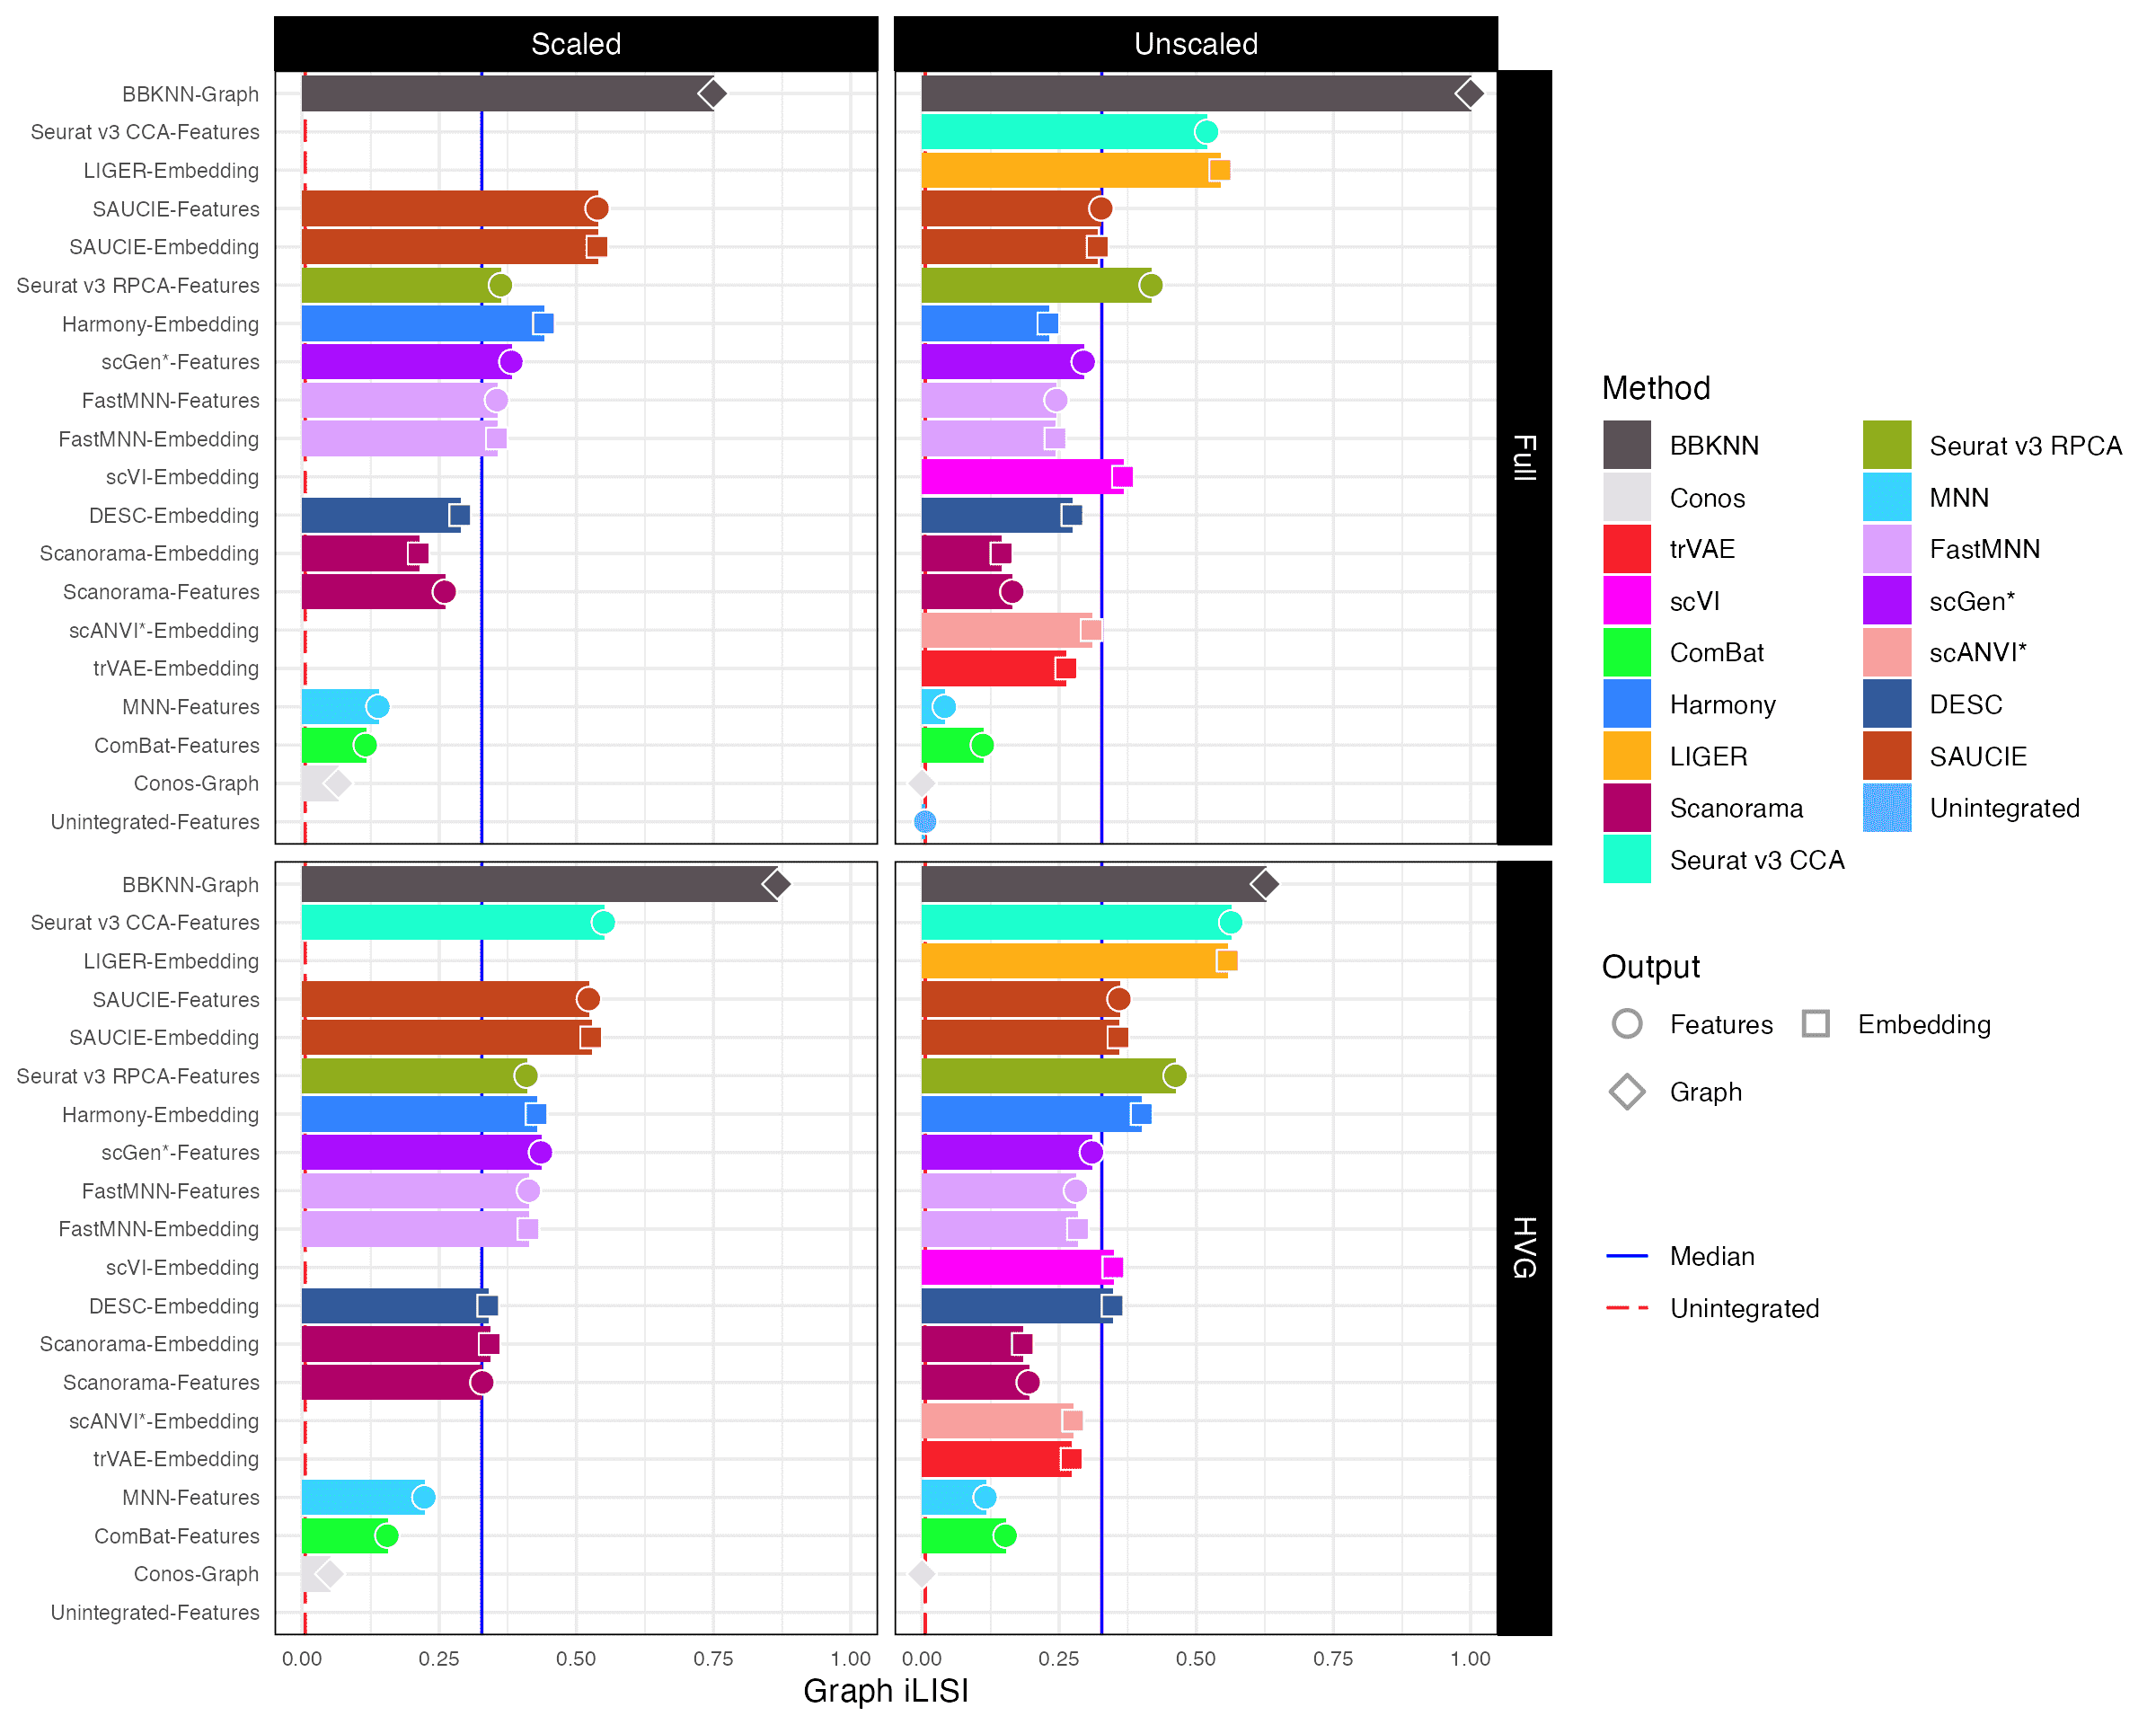 Scaled
Unscaled
BBKNN-Graph
Seurat v3 CCA-Features
LIGER-Embedding
SAUCIE-Features
SAUCIE-Embedding
Seurat v3 RPCA-Features
Harmony-Embedding
scGen*-Features
FastMNN-Features
FastMNN-Embedding
scVI-Embedding
DESC-Embedding
Scanorama-Embedding
Scanorama-Features
scANVI*-Embedding
trVAE-Embedding
MNN-Features
ComBat-Features
Conos-Graph
Unintegrated-Features
Full
BBKNN-Graph
Seurat v3 CCA-Features
LIGER-Embedding
SAUCIE-Features
SAUCIE-Embedding
Seurat v3 RPCA-Features
Harmony-Embedding
scGen*-Features
FastMNN-Features
FastMNN-Embedding
scVI-Embedding
DESC-Embedding
Scanorama-Embedding
Scanorama-Features
scANVI*-Embedding
trVAE-Embedding
MNN-Features
ComBat-Features
Conos-Graph
Unintegrated-Features
HVG
0.00 0.25 0.50 0.75 1.00
0.00 0.25 0.50 0.75 1.00
Graph iLISI
Method
BBKNN
Conos
trVAE
scVI
ComBat
Harmony
LIGER
Scanorama
Seurat v3 CCA
Seurat v3 RPCA
MNN
FastMNN
scGen*
scANVI*
DESC
SAUCIE
Unintegrated
Output
Features
Embedding
Graph
Median
Unintegrated